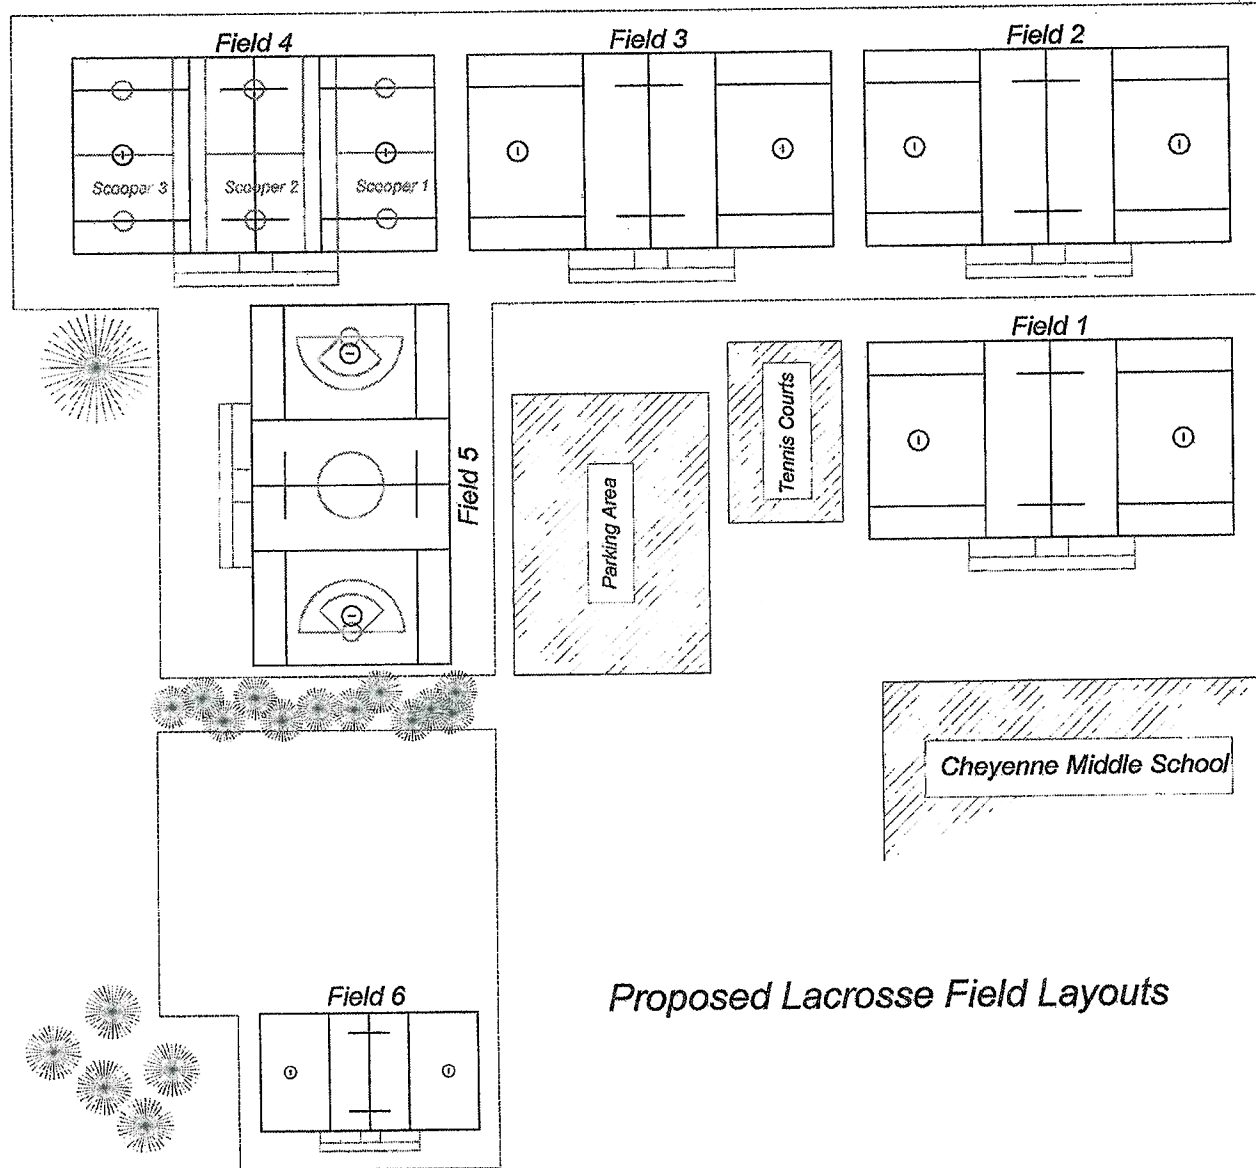 Field 4
Field 3
Field 2
Scooper 3
Scooper 2
Scooper 1
Field 1
Tennis Courts
Field 5
Parking Area
Cheyenne Middle School
Field 6
Proposed Lacrosse Field Layouts